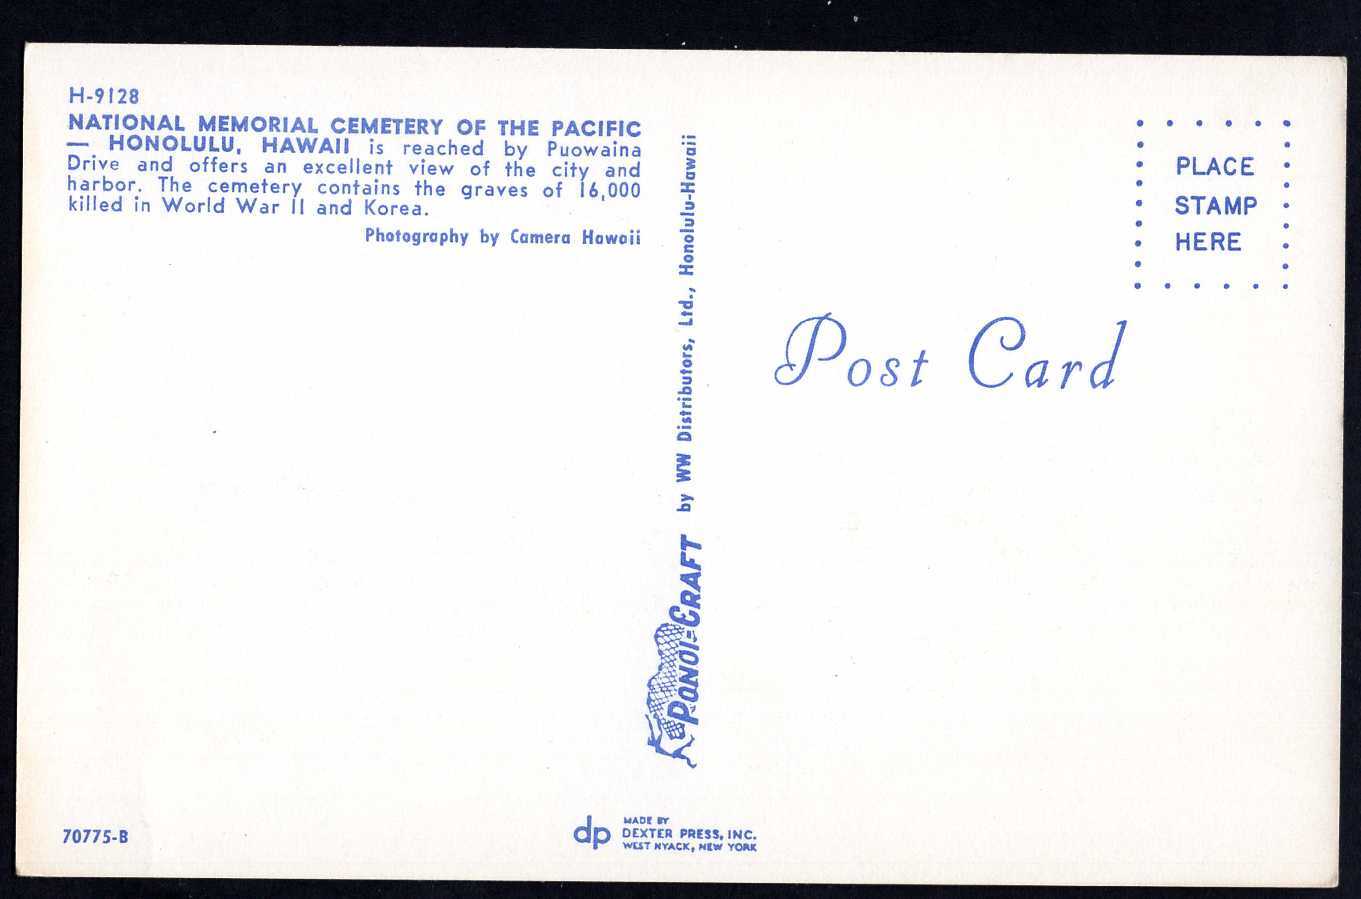 H-9128
NATIONAL MEMORIAL CEMETERY OF THE PACIFIC
— HONOLULU, HAWAII is reached by Puowaina
Drive and offers an excellent view of the city and
harbor. The cemetery contains the graves of 16,000
killed in World War II and Korea.
Photography by Camera Hawaii
PONOI-CRAFT by WW Distributors, Ltd., Honolulu-Hawaii
PLACE
STAMP
HERE
Post Card
70775-B
dp
MADE BY
DEXTER PRESS, INC.
WEST NYACK, NEW YORK